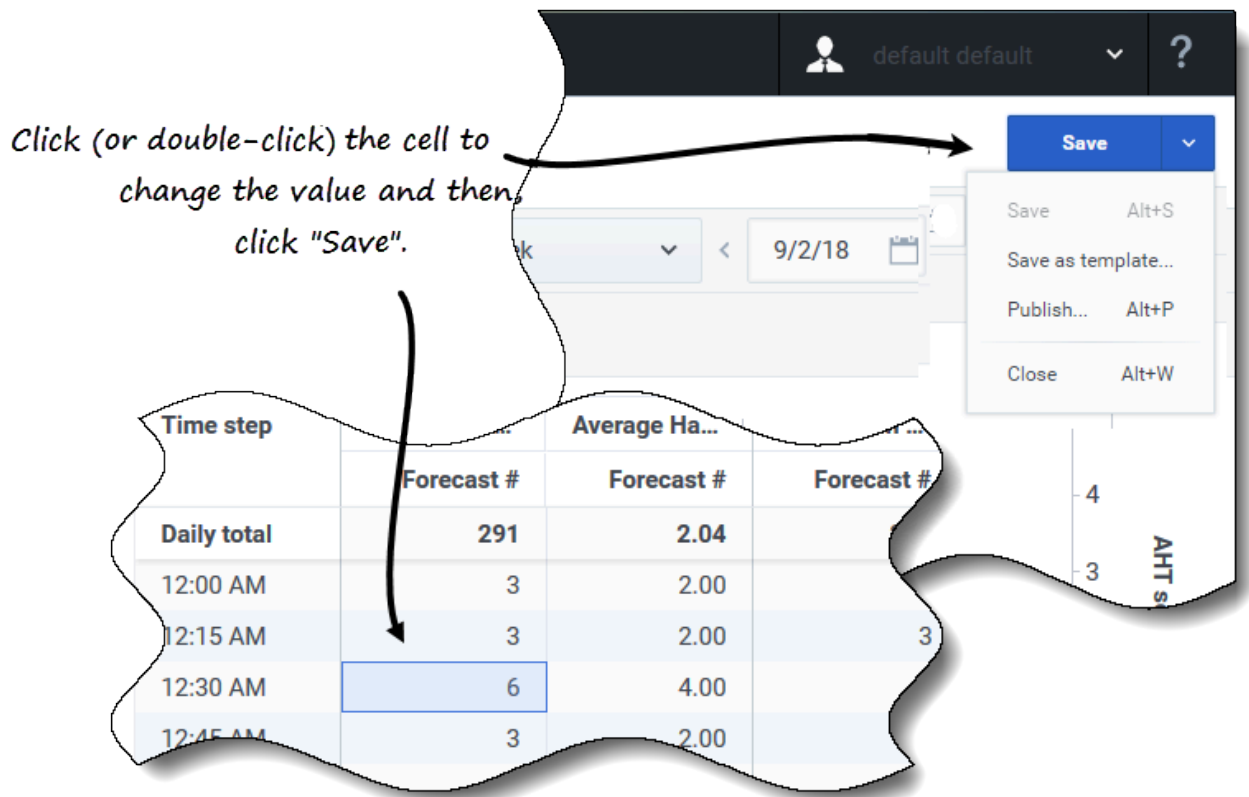 default default ?
Click (or double-click) the cell to
change the value and then,
click "Save".
Save
Save Alt+S
Save as template...
Publish... Alt+P
Close Alt+W
9/2/18
Time step Average Ha...
Forecast # Forecast # Forecast #
Daily total 291 2.04
12:00 AM 3 2.00
12:15 AM 3 2.00 3
12:30 AM 6 4.00
12:45 AM 3 2.00
4
3
AHT